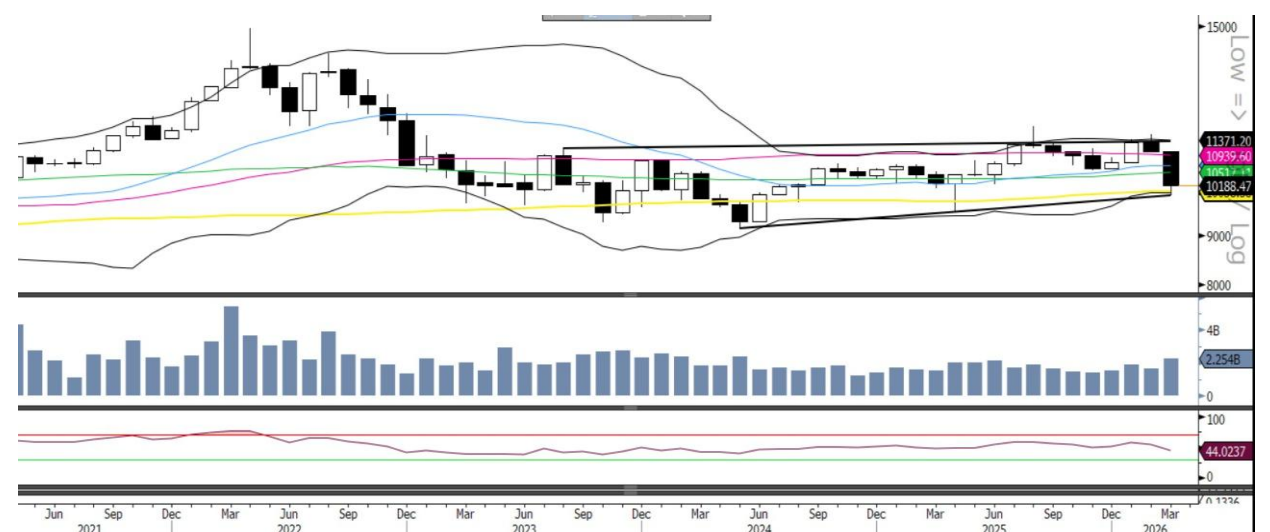 15000
Low =>
11371.20
10939.60
10188.47
9000
/ Log
8000
4B
2.254B
0
100
44.0237
0
Jun Sep Dec Mar Jun Sep Dec Mar Jun Sep Dec Mar Jun Sep Dec Mar Jun Sep Dec Mar
2021 2022 2023 2024 2025 2026